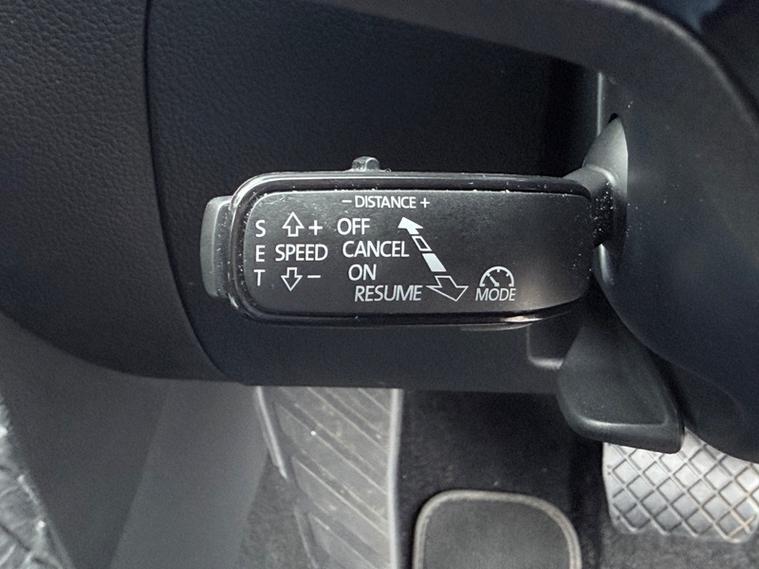 − DISTANCE +
S + OFF
E SPEED CANCEL
T − ON
RESUME MODE